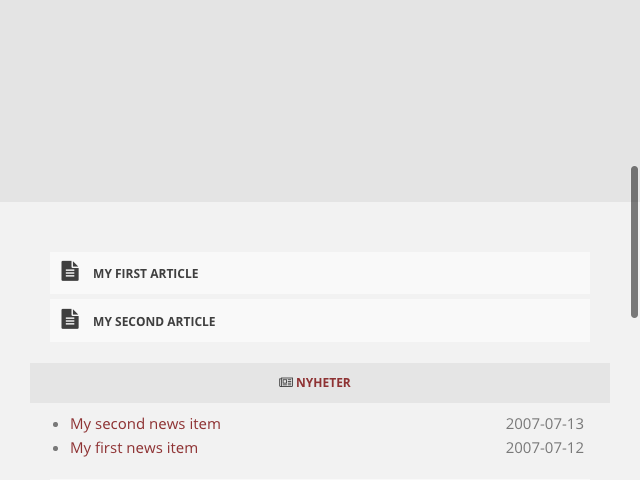 MY FIRST ARTICLE
MY SECOND ARTICLE
NYHETER
My second news item 2007-07-13
My first news item 2007-07-12